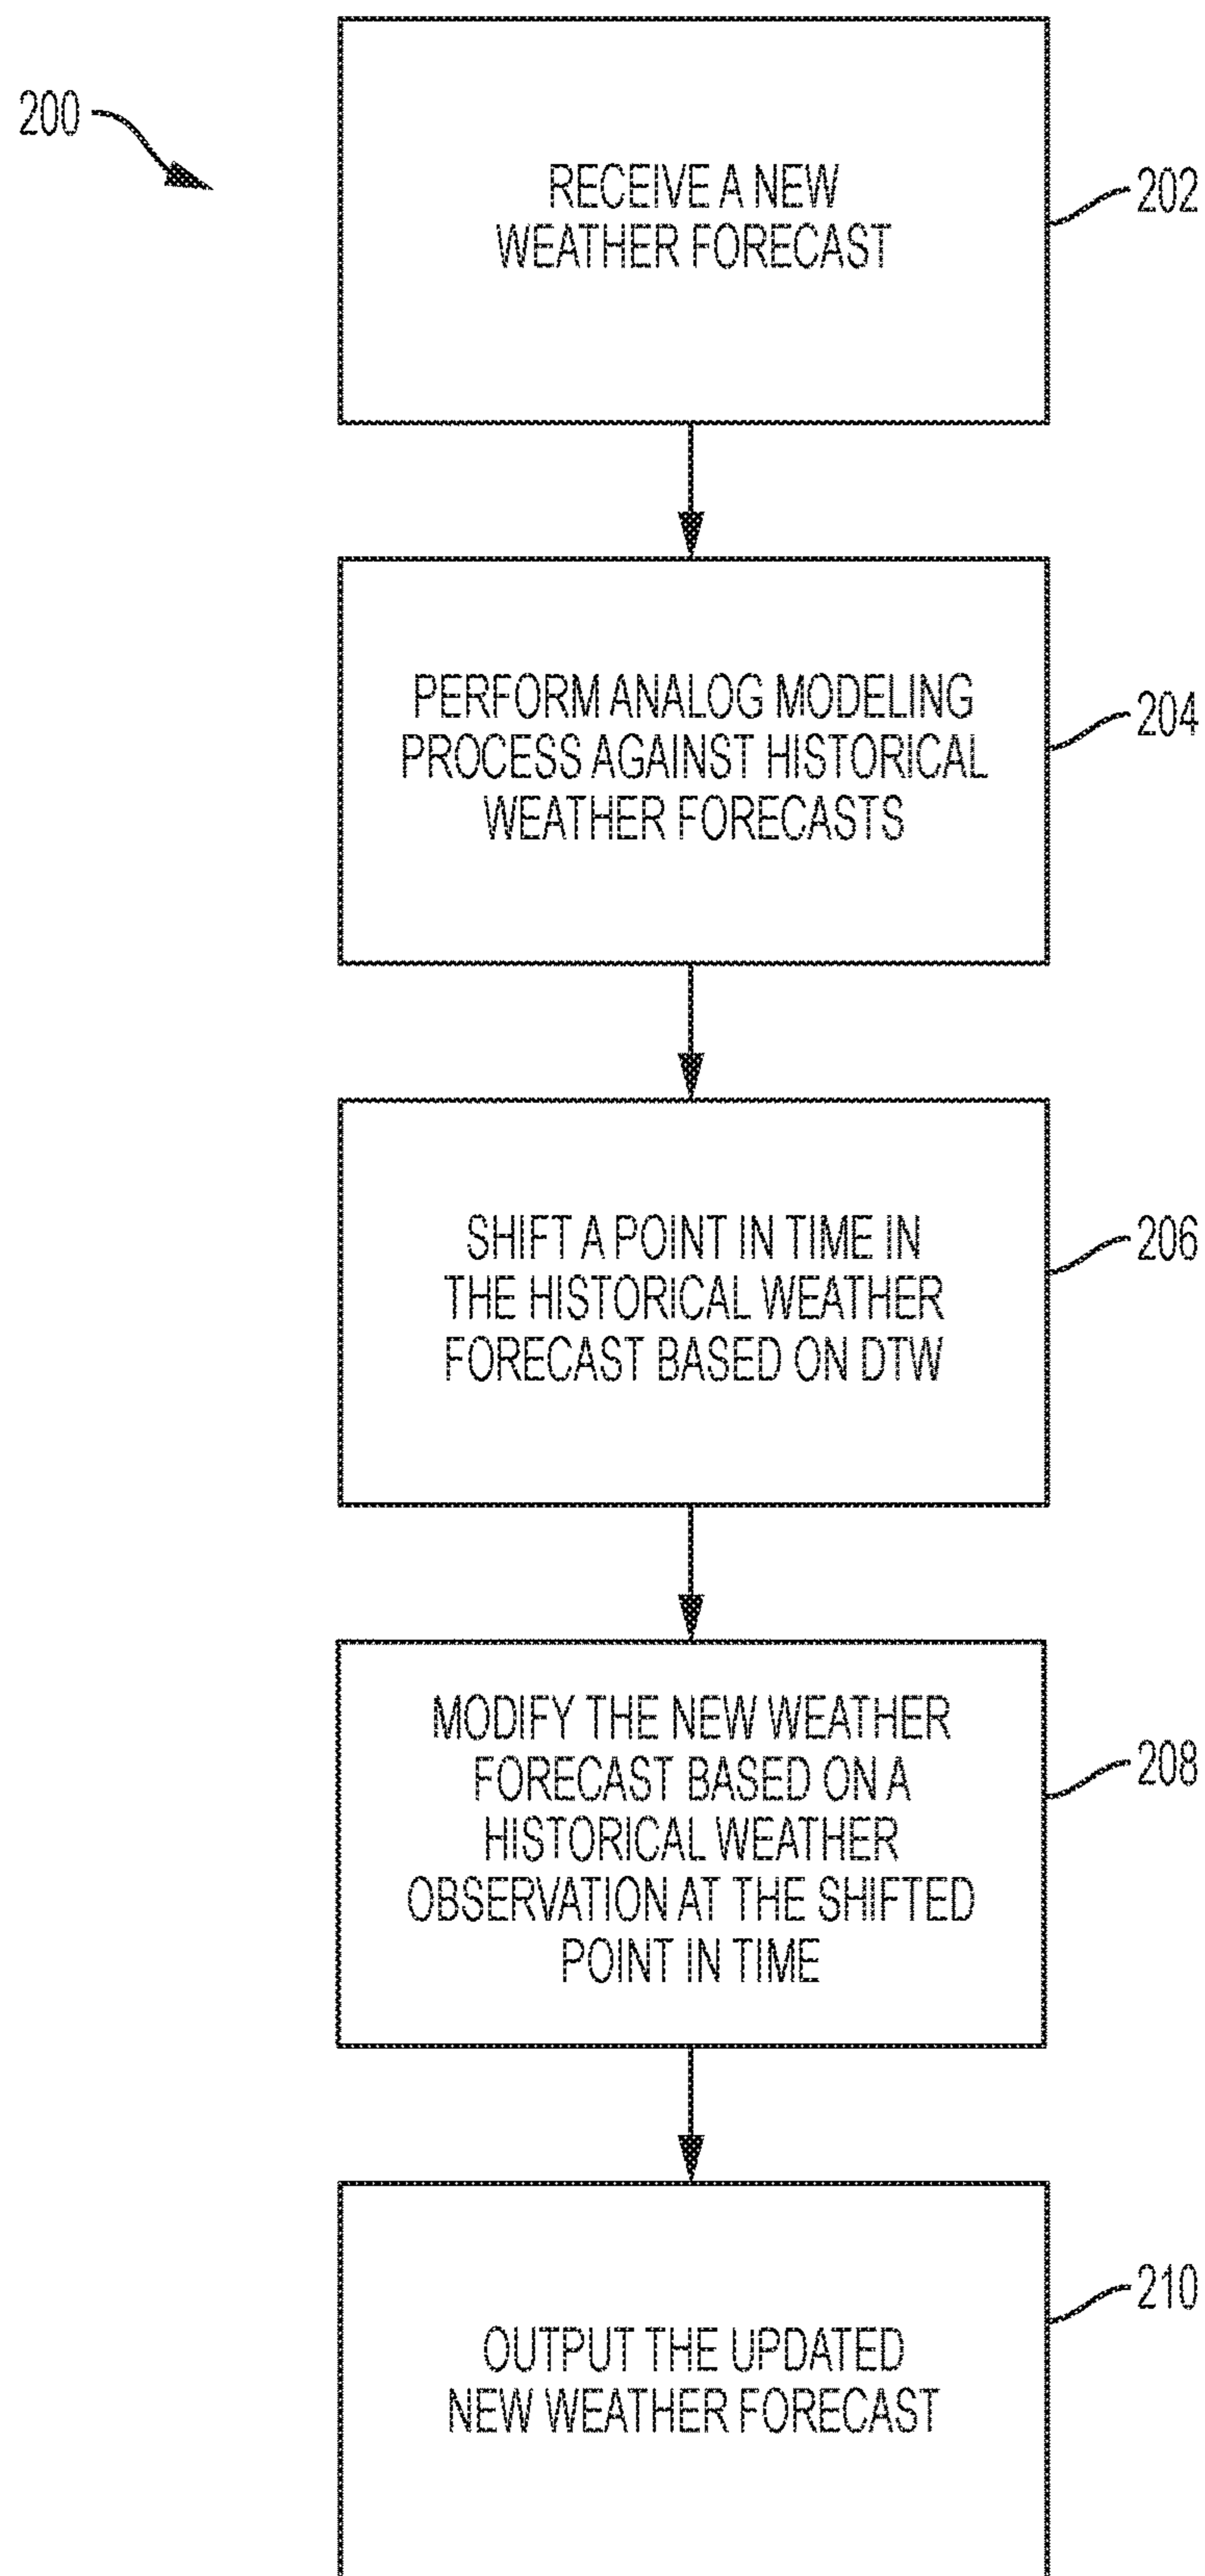 200
RECEIVE A NEW
WEATHER FORECAST
202
PERFORM ANALOG MODELING
PROCESS AGAINST HISTORICAL
WEATHER FORECASTS
204
SHIFT A POINT IN TIME IN
THE HISTORICAL WEATHER
FORECAST BASED ON DTW
206
MODIFY THE NEW WEATHER
FORECAST BASED ON A
HISTORICAL WEATHER
OBSERVATION AT THE SHIFTED
POINT IN TIME
208
OUTPUT THE UPDATED
NEW WEATHER FORECAST
210